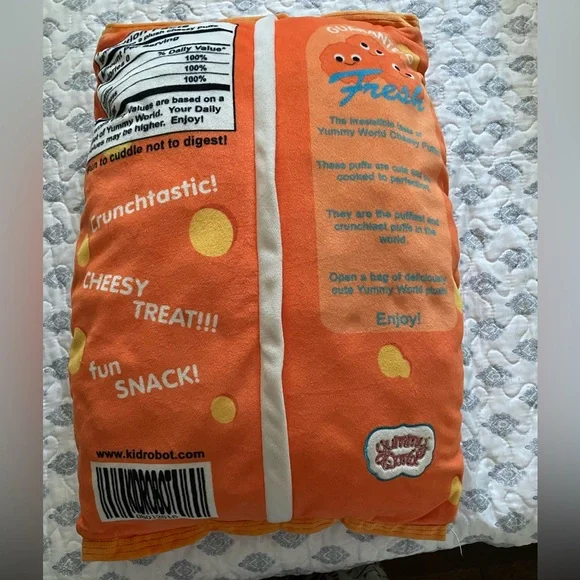 % Daily Value*
100%
100%
100%
Values are based on a
of Yummy World. Your Daily
values may be higher. Enjoy!
to cuddle not to digest!
Crunchtastic!
CHEESY
TREAT!!!
fun
SNACK!
www.kidrobot.com
KIDROBOT
Fresh
The irresistible of
Yummy World Cheesy
These puffs are cute and
cooked to perfection.
They are the puffiest and
crunchiest puffs in the
world.
Open a bag of deliciously
cute Yummy World
Enjoy!
yummy
world